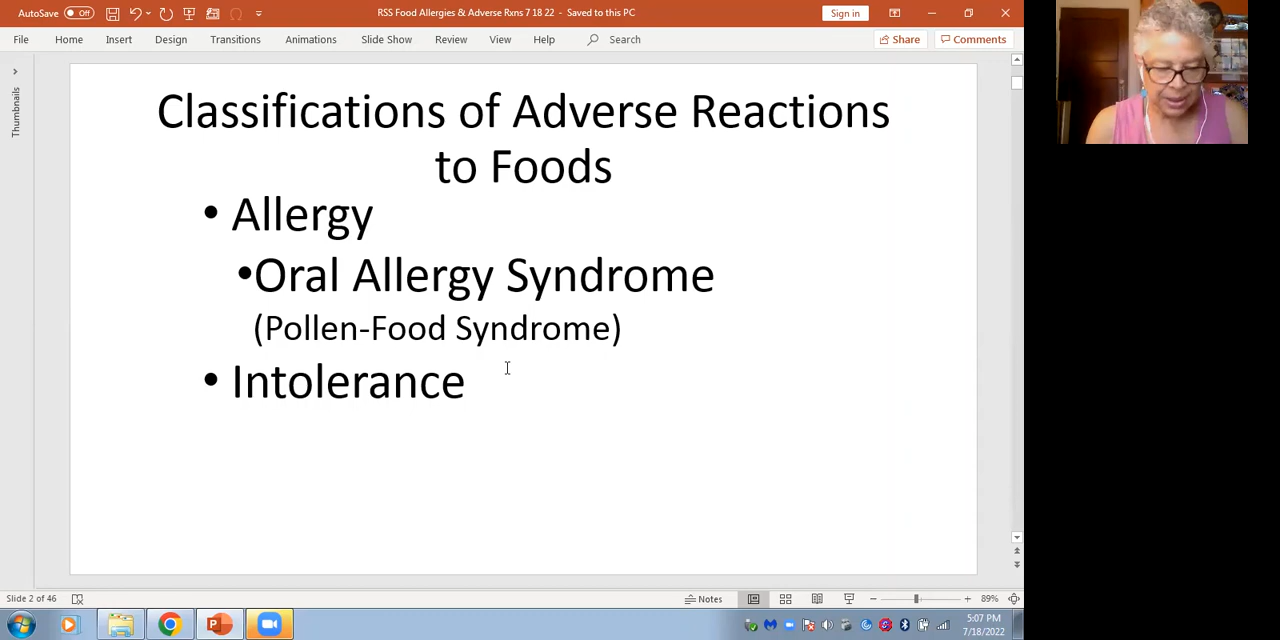 AutoSave Off
RSS Food Allergies & Adverse Rxns 7 18 22 - Saved to this PC
Sign in
File Home Insert Design Transitions Animations Slide Show Review View Help Search
Share Comments
Thumbnails
Classifications of Adverse Reactions
to Foods
• Allergy
•Oral Allergy Syndrome
(Pollen-Food Syndrome)
• Intolerance
Slide 2 of 46
Notes
89%
5:07 PM
7/18/2022